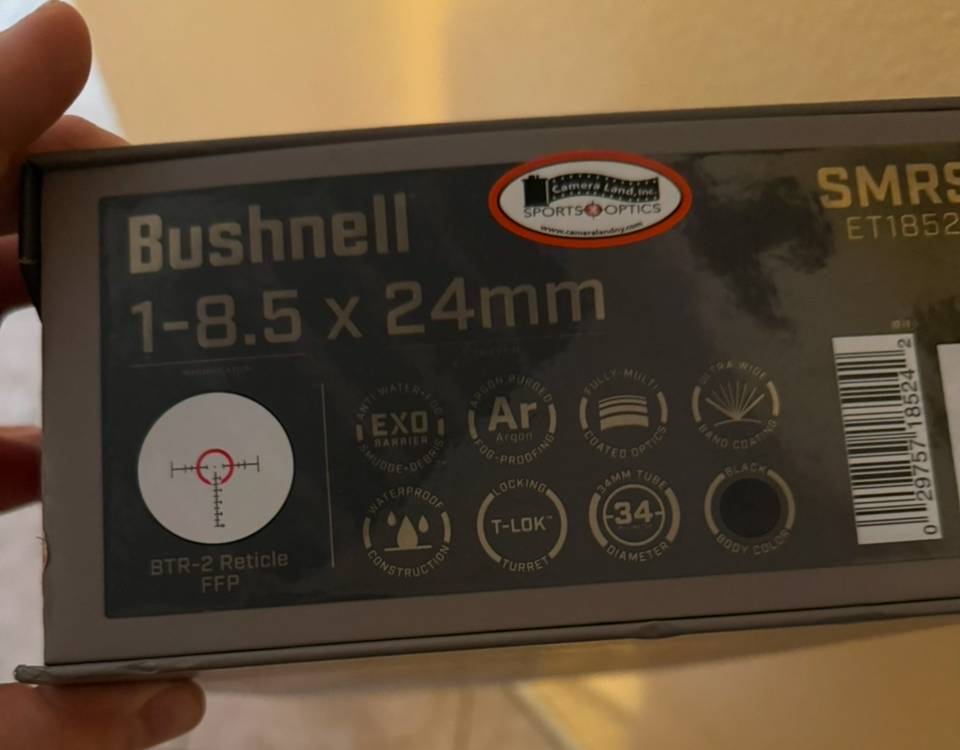 Bushnell
1-8.5 x 24mm
Camera Land, Inc.
SPORTS OPTICS
www.cameralandny.com
SMRS
ET1852
ANTI WATER•FOG
EXO
BARRIER
SMUDGE•DEBRIS
ARGON PURGED
Ar
Argon
FOG-PROOFING
FULLY-MULTI
COATED OPTICS
ULTRA WIDE
BAND COATING
WATERPROOF
CONSTRUCTION
LOCKING
T-LOK™
TURRET
34MM TUBE
-34-
DIAMETER
BLACK
BODY COLOR
BTR-2 Reticle
FFP
0 29757 18524 2